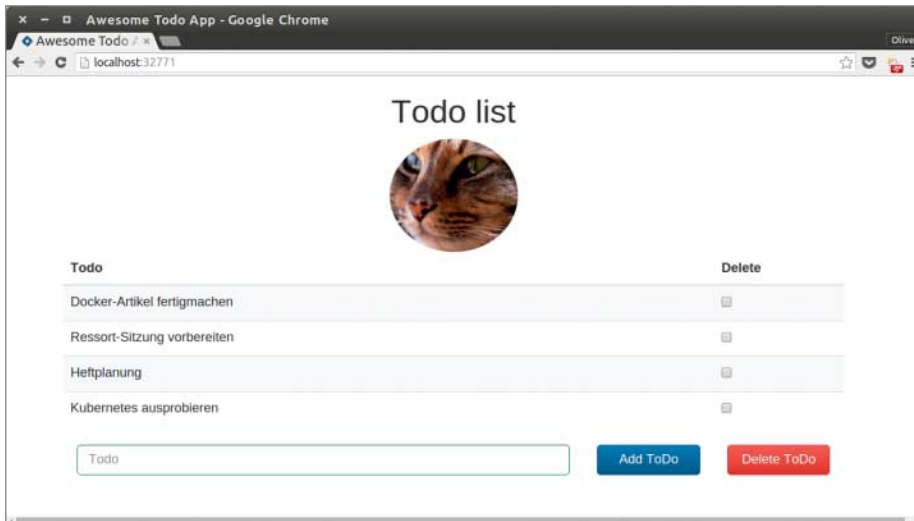 Awesome Todo App - Google Chrome
Awesome Todo
Olive
localhost:32771
Todo list
Todo Delete
Docker-Artikel fertigmachen
Ressort-Sitzung vorbereiten
Heftplanung
Kubernetes ausprobieren
Todo Add ToDo Delete ToDo